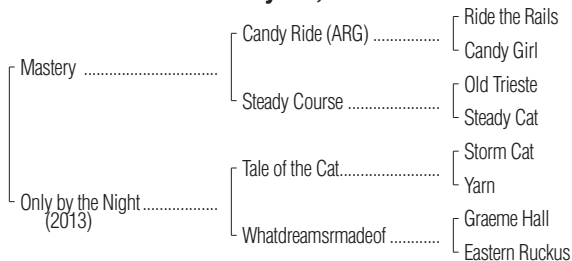 Ride the Rails
Candy Ride (ARG) ..................
Candy Girl
Mastery ..................................
Old Trieste
Steady Course .......................
Steady Cat
Storm Cat
Tale of the Cat.........................
Yarn
Only by the Night ...................
(2013)
Graeme Hall
Whatdreamsrmadeof ............
Eastern Ruckus